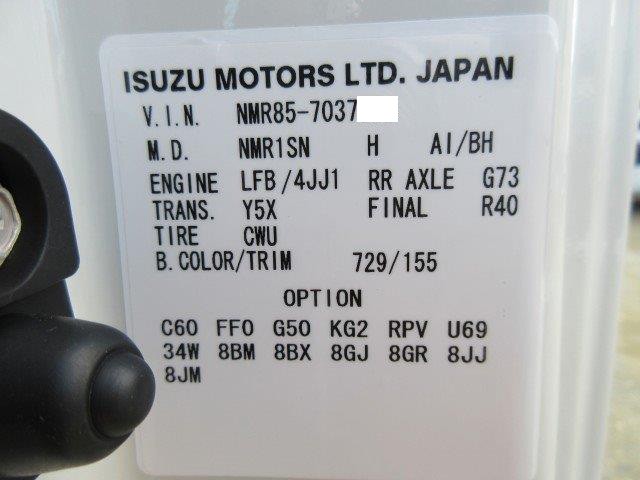 ISUZU MOTORS LTD. JAPAN
V.I.N. NMR85-7037
M.D. NMR1SN H AI/BH
ENGINE LFB/4JJ1 RR AXLE G73
TRANS. Y5X FINAL R40
TIRE CWU
B.COLOR/TRIM 729/155
OPTION
C60 FF0 G50 KG2 RPV U69
34W 8BM 8BX 8GJ 8GR 8JJ
8JM